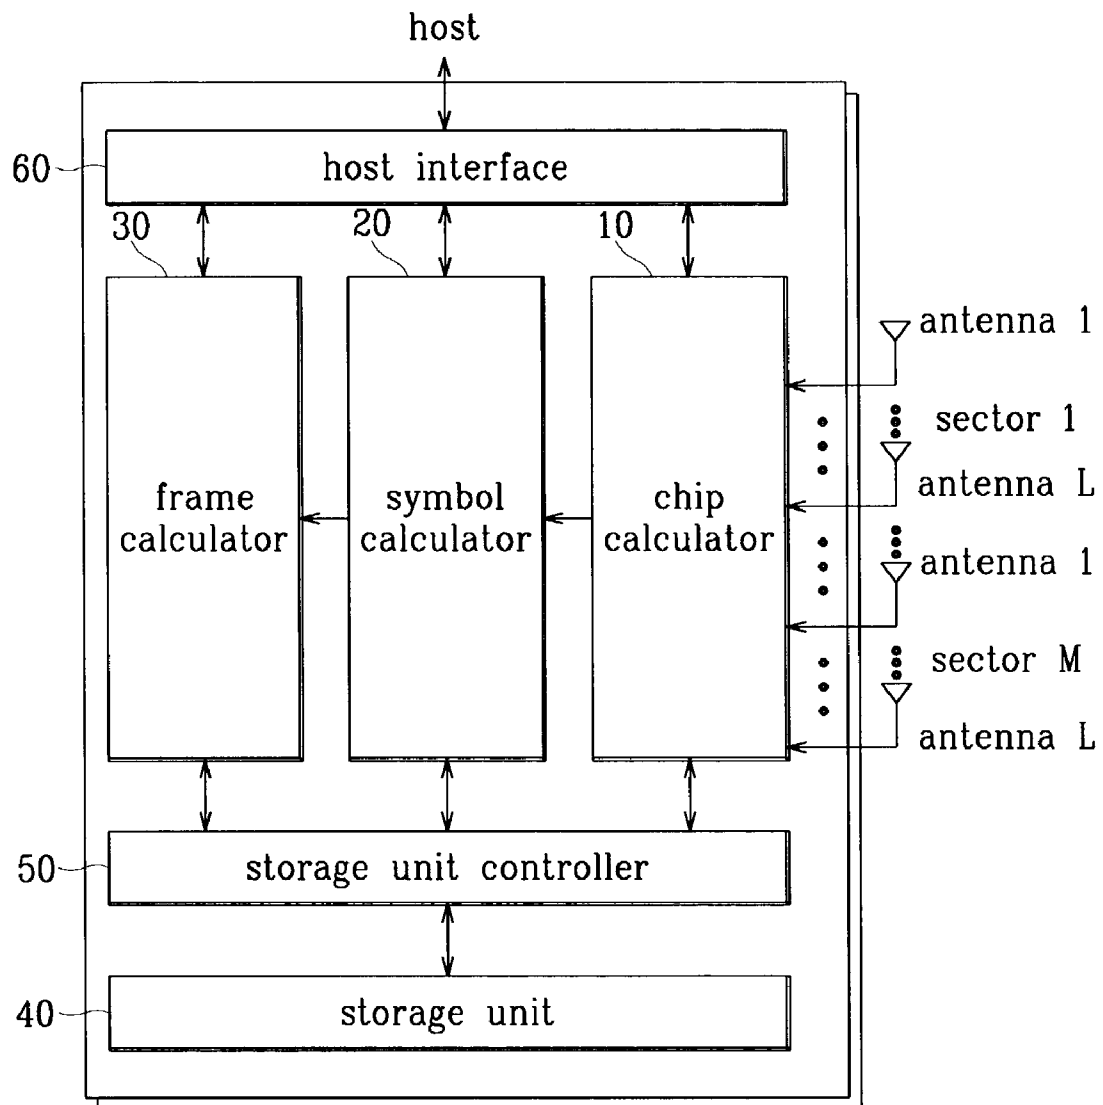 host
60
host interface
30
20
10
antenna 1
sector 1
antenna L
antenna 1
sector M
antenna L
frame
calculator
symbol
calculator
chip
calculator
50
storage unit controller
40
storage unit